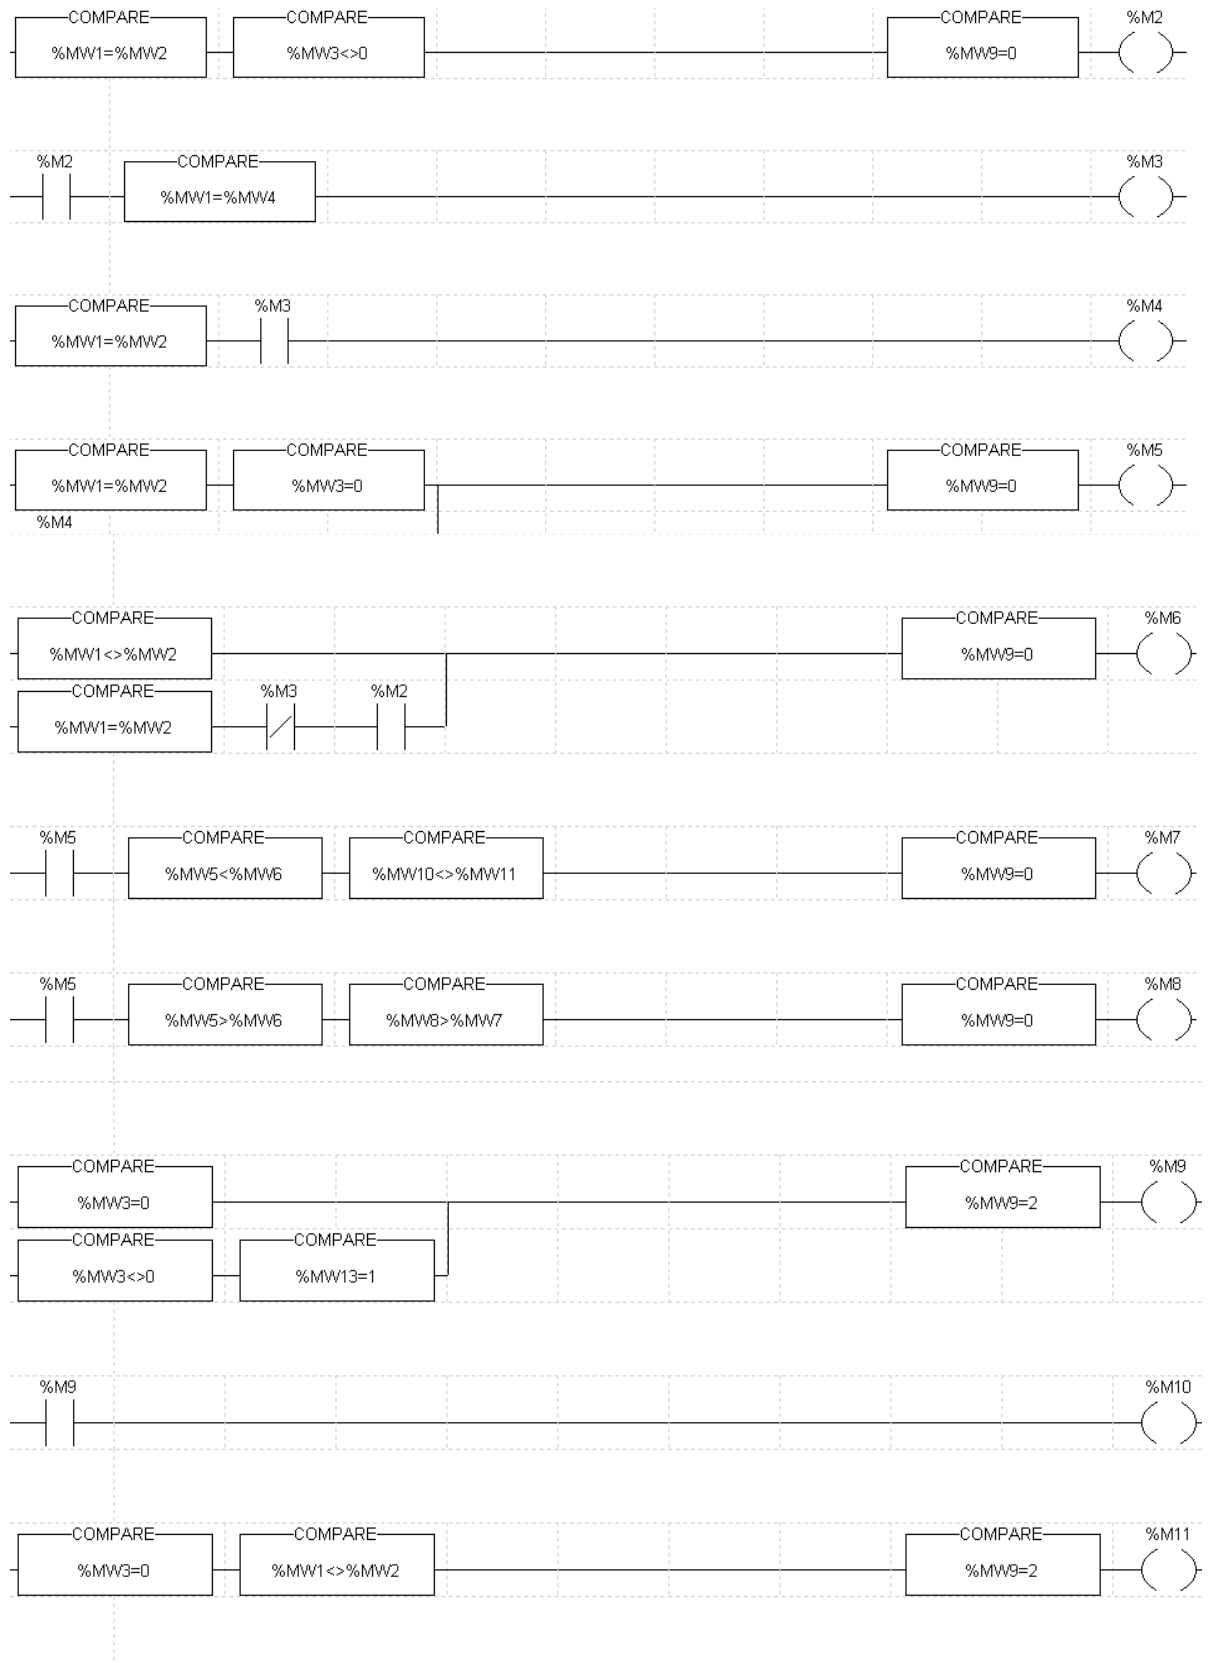 COMPARE COMPARE COMPARE %M2
%MW1=%MW2 %MW3<>0 %MW9=0
%M2 COMPARE %M3
%MW1=%MW4
COMPARE %M3 %M4
%MW1=%MW2
COMPARE COMPARE COMPARE %M5
%MW1=%MW2 %MW3=0 %MW9=0
%M4
COMPARE COMPARE %M6
%MW1<>%MW2 %MW9=0
COMPARE %M3 %M2
%MW1=%MW2
%M5 COMPARE COMPARE COMPARE %M7
%MW5<%MW6 %MW10<>%MW11 %MW9=0
%M5 COMPARE COMPARE COMPARE %M8
%MW5>%MW6 %MW8>%MW7 %MW9=0
COMPARE COMPARE %M9
%MW3=0 %MW9=2
COMPARE COMPARE
%MW3<>0 %MW13=1
%M9 %M10
COMPARE COMPARE COMPARE %M11
%MW3=0 %MW1<>%MW2 %MW9=2